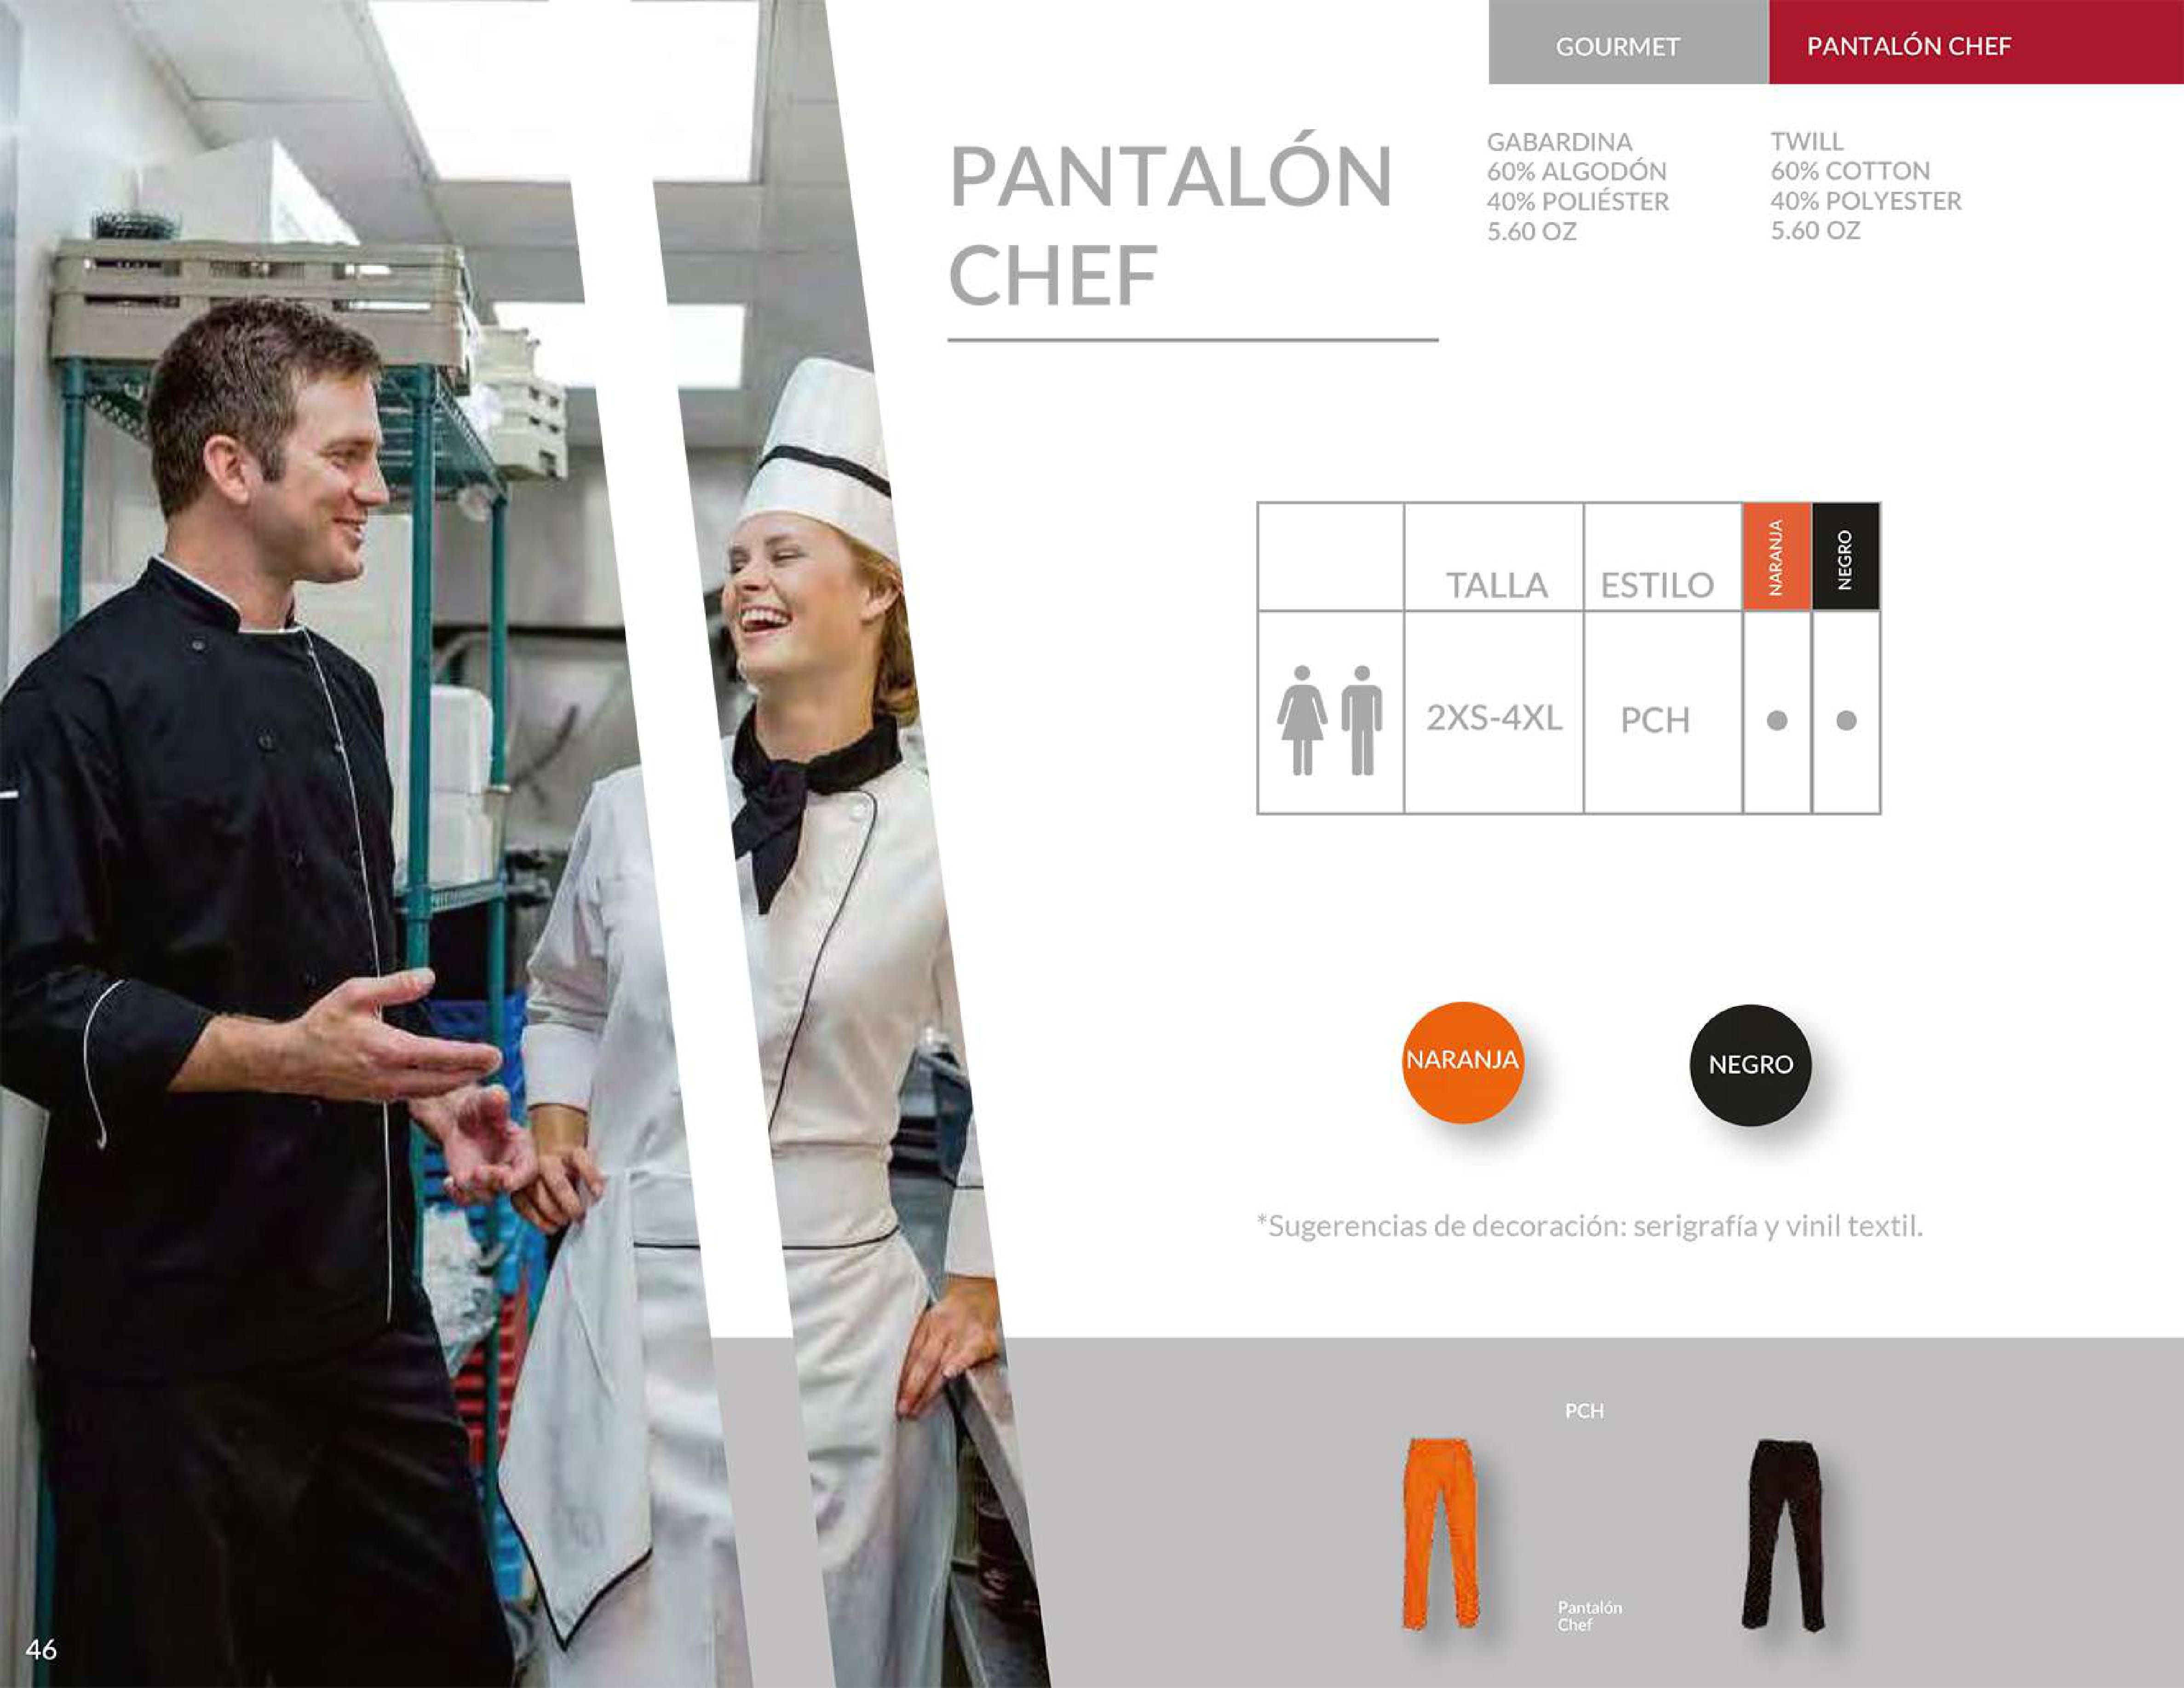 GOURMET
PANTALÓN CHEF
PANTALÓN
CHEF
GABARDINA
60% ALGODÓN
40% POLIÉSTER
5.60 OZ
TWILL
60% COTTON
40% POLYESTER
5.60 OZ
TALLA
ESTILO
NARANJA
NEGRO
2XS-4XL
PCH
NARANJA
NEGRO
*Sugerencias de decoración: serigrafía y vinil textil.
PCH
Pantalón
Chef
46